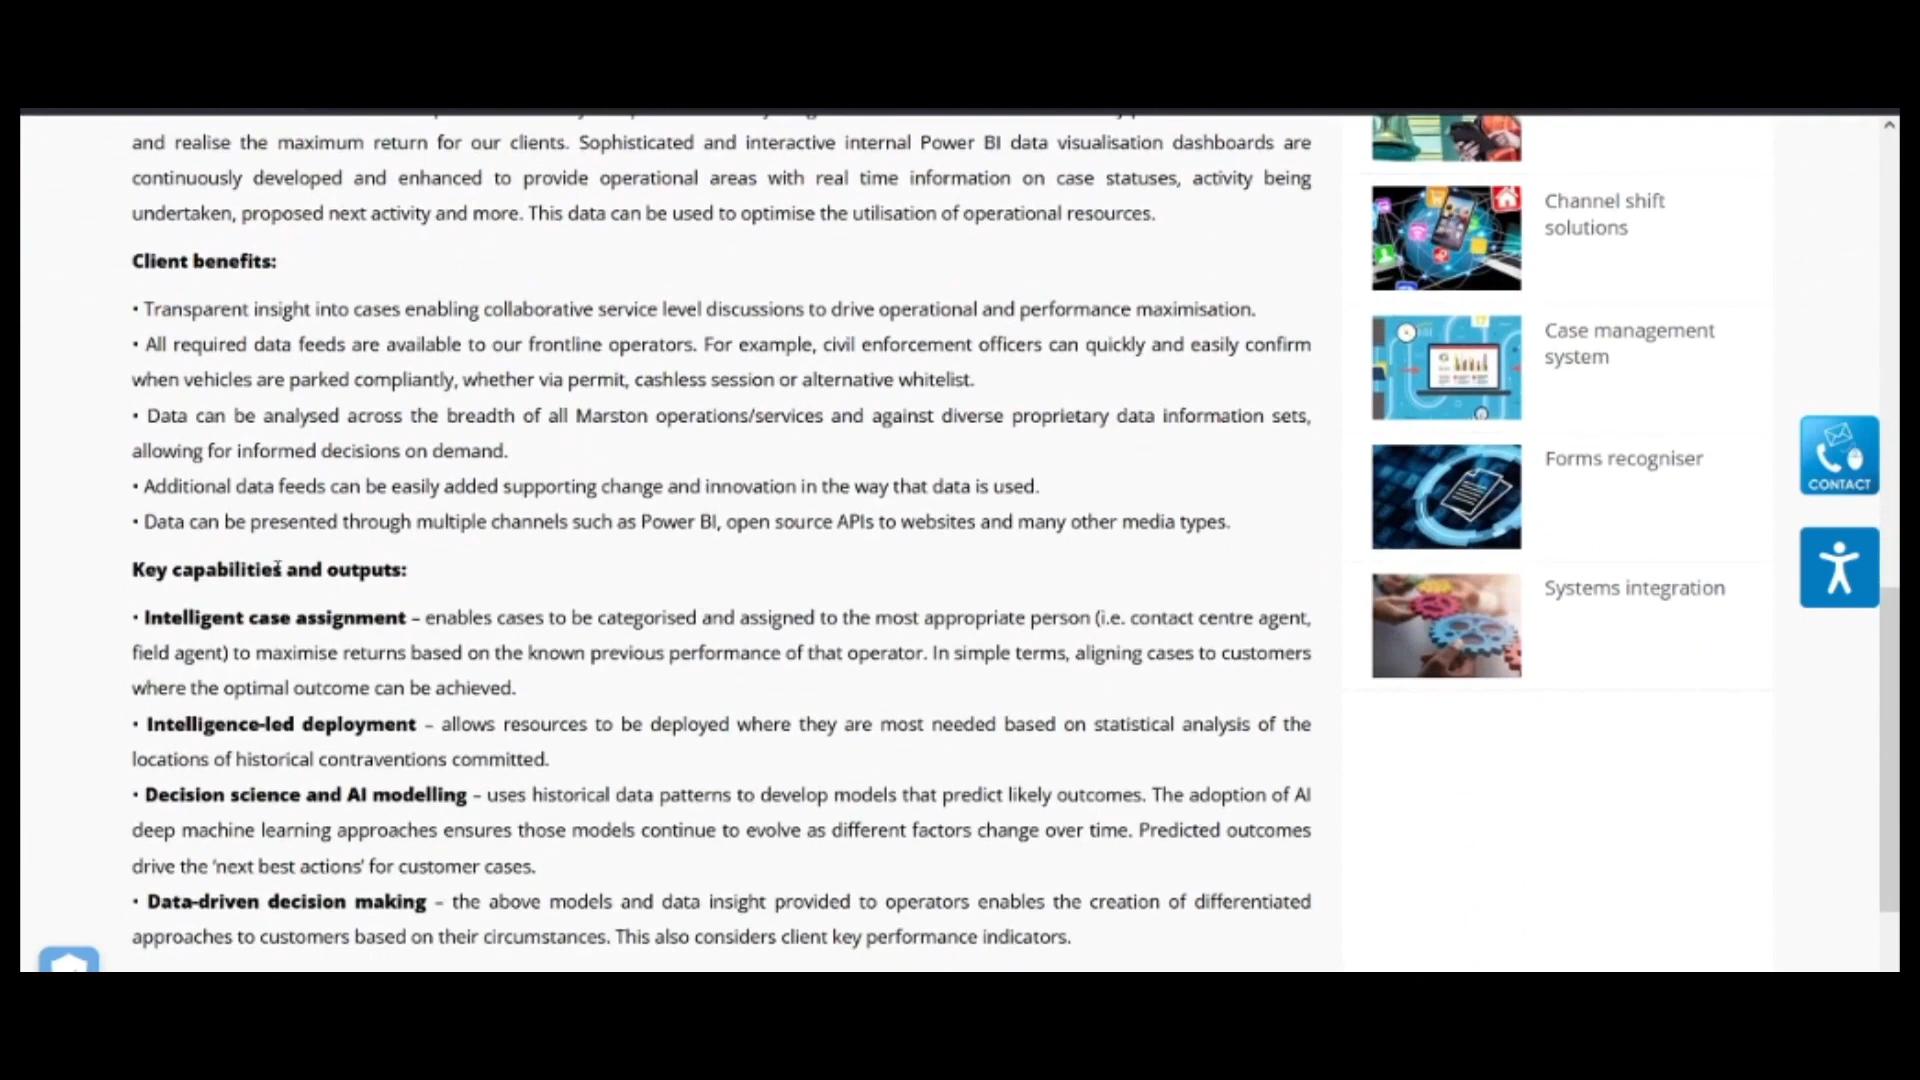 and realise the maximum return for our clients. Sophisticated and interactive internal Power BI data visualisation dashboards are
continuously developed and enhanced to provide operational areas with real time information on case statuses, activity being
undertaken, proposed next activity and more. This data can be used to optimise the utilisation of operational resources.
Client benefits:
• Transparent insight into cases enabling collaborative service level discussions to drive operational and performance maximisation.
• All required data feeds are available to our frontline operators. For example, civil enforcement officers can quickly and easily confirm
when vehicles are parked compliantly, whether via permit, cashless session or alternative whitelist.
• Data can be analysed across the breadth of all Marston operations/services and against diverse proprietary data information sets,
allowing for informed decisions on demand.
• Additional data feeds can be easily added supporting change and innovation in the way that data is used.
• Data can be presented through multiple channels such as Power BI, open source APIs to websites and many other media types.
Key capabilities and outputs:
• Intelligent case assignment – enables cases to be categorised and assigned to the most appropriate person (i.e. contact centre agent,
field agent) to maximise returns based on the known previous performance of that operator. In simple terms, aligning cases to customers
where the optimal outcome can be achieved.
• Intelligence-led deployment – allows resources to be deployed where they are most needed based on statistical analysis of the
locations of historical contraventions committed.
• Decision science and AI modelling – uses historical data patterns to develop models that predict likely outcomes. The adoption of AI
deep machine learning approaches ensures those models continue to evolve as different factors change over time. Predicted outcomes
drive the ‘next best actions’ for customer cases.
• Data-driven decision making – the above models and data insight provided to operators enables the creation of differentiated
approaches to customers based on their circumstances. This also considers client key performance indicators.
Channel shift
solutions
Case management
system
Forms recogniser
Systems integration
CONTACT